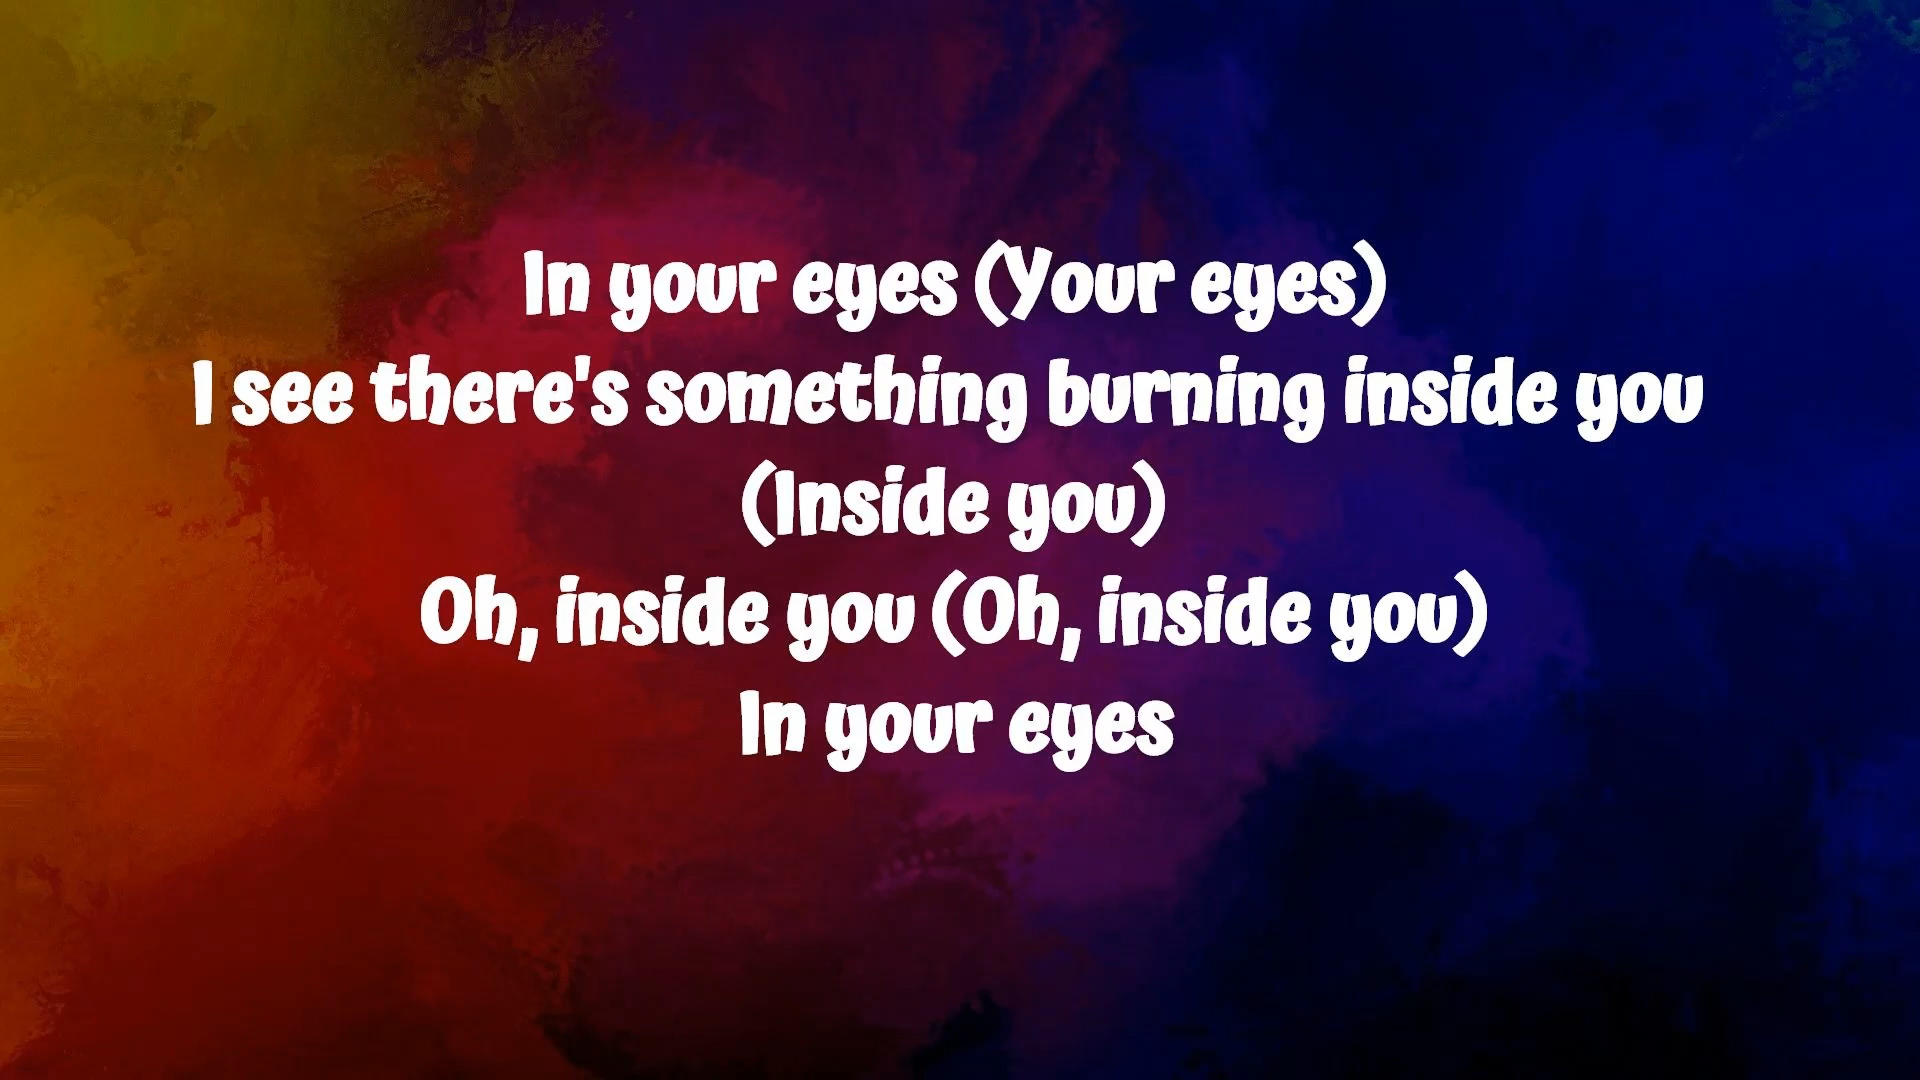 In your eyes (Your eyes)
I see there's something burning inside you
(Inside you)
Oh, inside you (Oh, inside you)
In your eyes